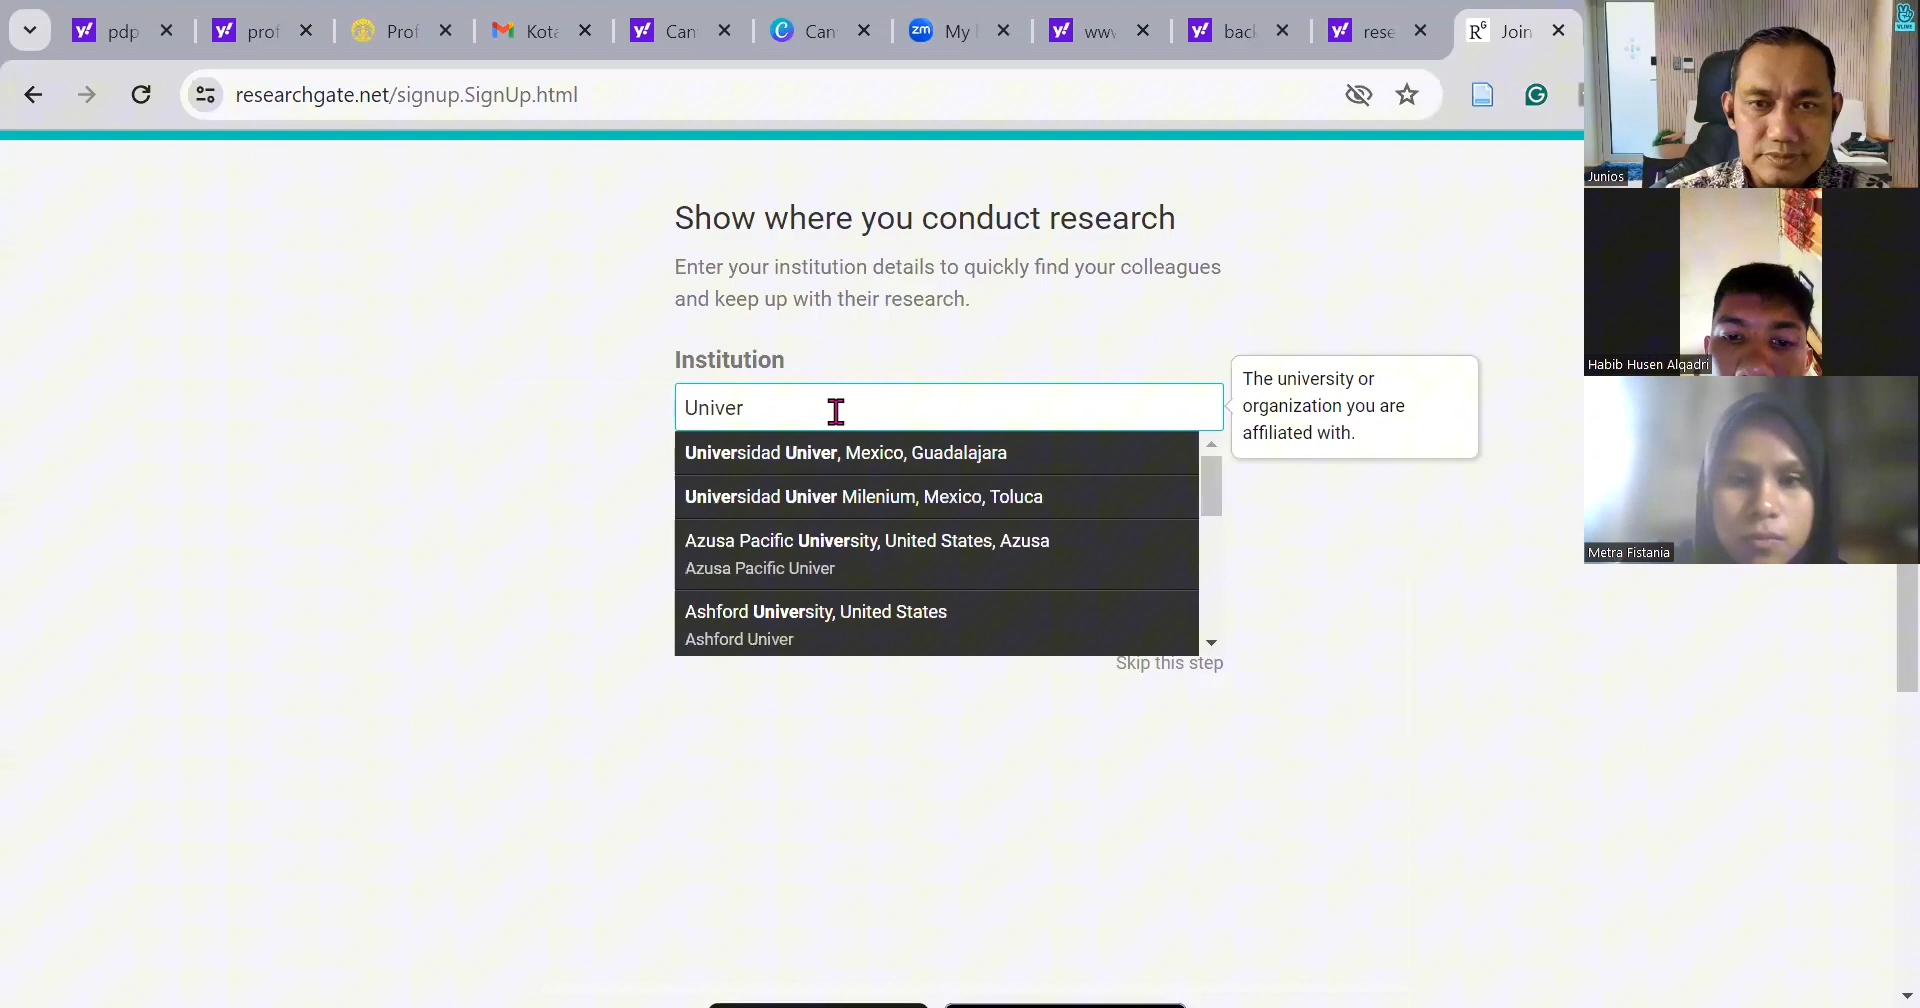 pdp
prof
Prof
Kota
Can
Can
My
www
back
rese
Join
researchgate.net/signup.SignUp.html
Show where you conduct research
Enter your institution details to quickly find your colleagues
and keep up with their research.
Institution
Univer
The university or
organization you are
affiliated with.
Universidad Univer, Mexico, Guadalajara
Universidad Univer Milenium, Mexico, Toluca
Azusa Pacific University, United States, Azusa
Azusa Pacific Univer
Ashford University, United States
Ashford Univer
Skip this step
Junios
Habib Husen Alqadri
Metra Fistania